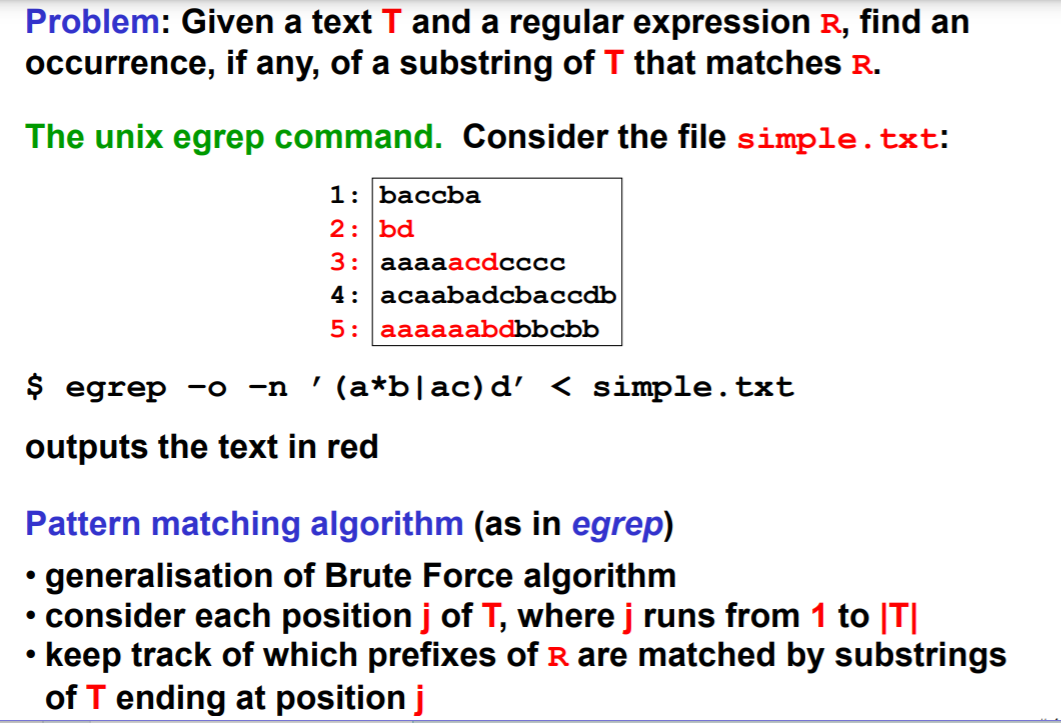 Problem: Given a text T and a regular expression R, find an
occurrence, if any, of a substring of T that matches R.
The unix egrep command. Consider the file simple.txt:
1: baccba
2: bd
3: aaaaacdcccc
4: acaabadcbaccdb
5: aaaaaabdbbcbb
$ egrep –o –n ′(a*b|ac)d′ < simple.txt
outputs the text in red
Pattern matching algorithm (as in egrep)
• generalisation of Brute Force algorithm
• consider each position j of T, where j runs from 1 to |T|
• keep track of which prefixes of R are matched by substrings
of T ending at position j